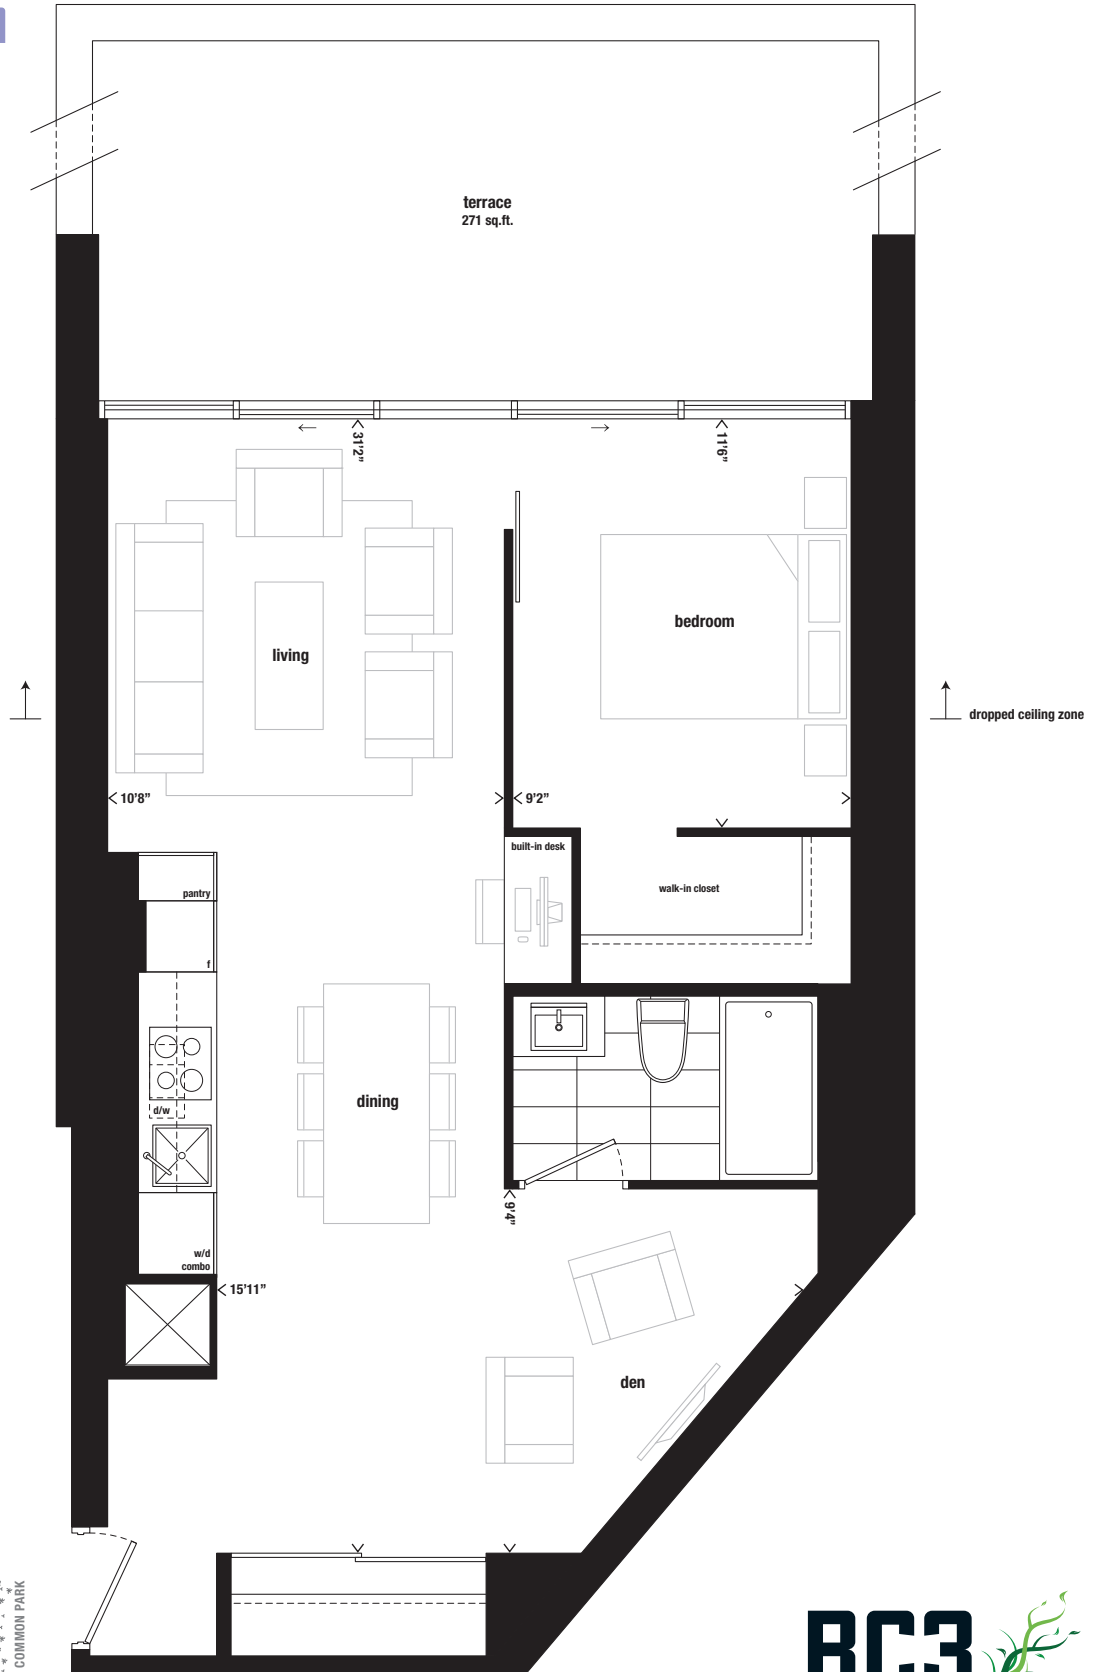 terrace
271 sq.ft.
31'2"
11'6"
bedroom
living
dropped ceiling zone
10'8"
9'2"
built-in desk
pantry
walk-in closet
f
dining
d/w
9'4"
w/d
combo
15'11"
den
COMMON PARK
BC3